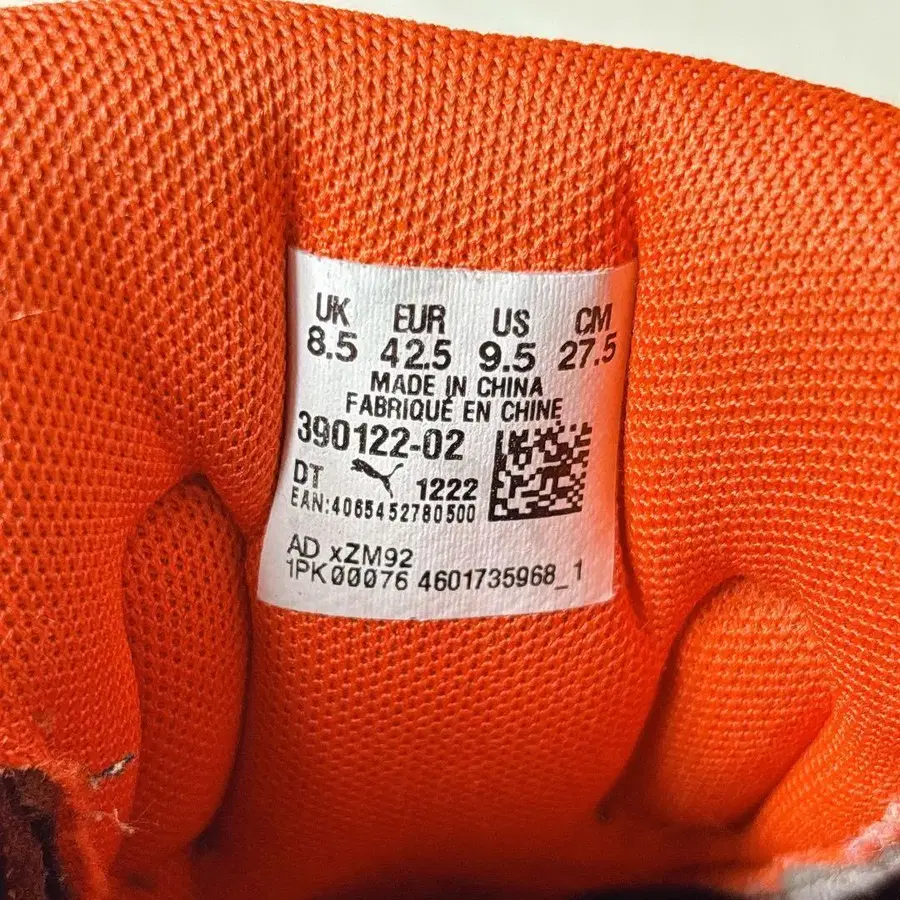 UK EUR US CM
8.5 42.5 9.5 27.5
MADE IN CHINA
FABRIQUÉ EN CHINE
390122-02
DT 1222
EAN:4065452780500
AD xZM92
1PK00076 4601735968_1